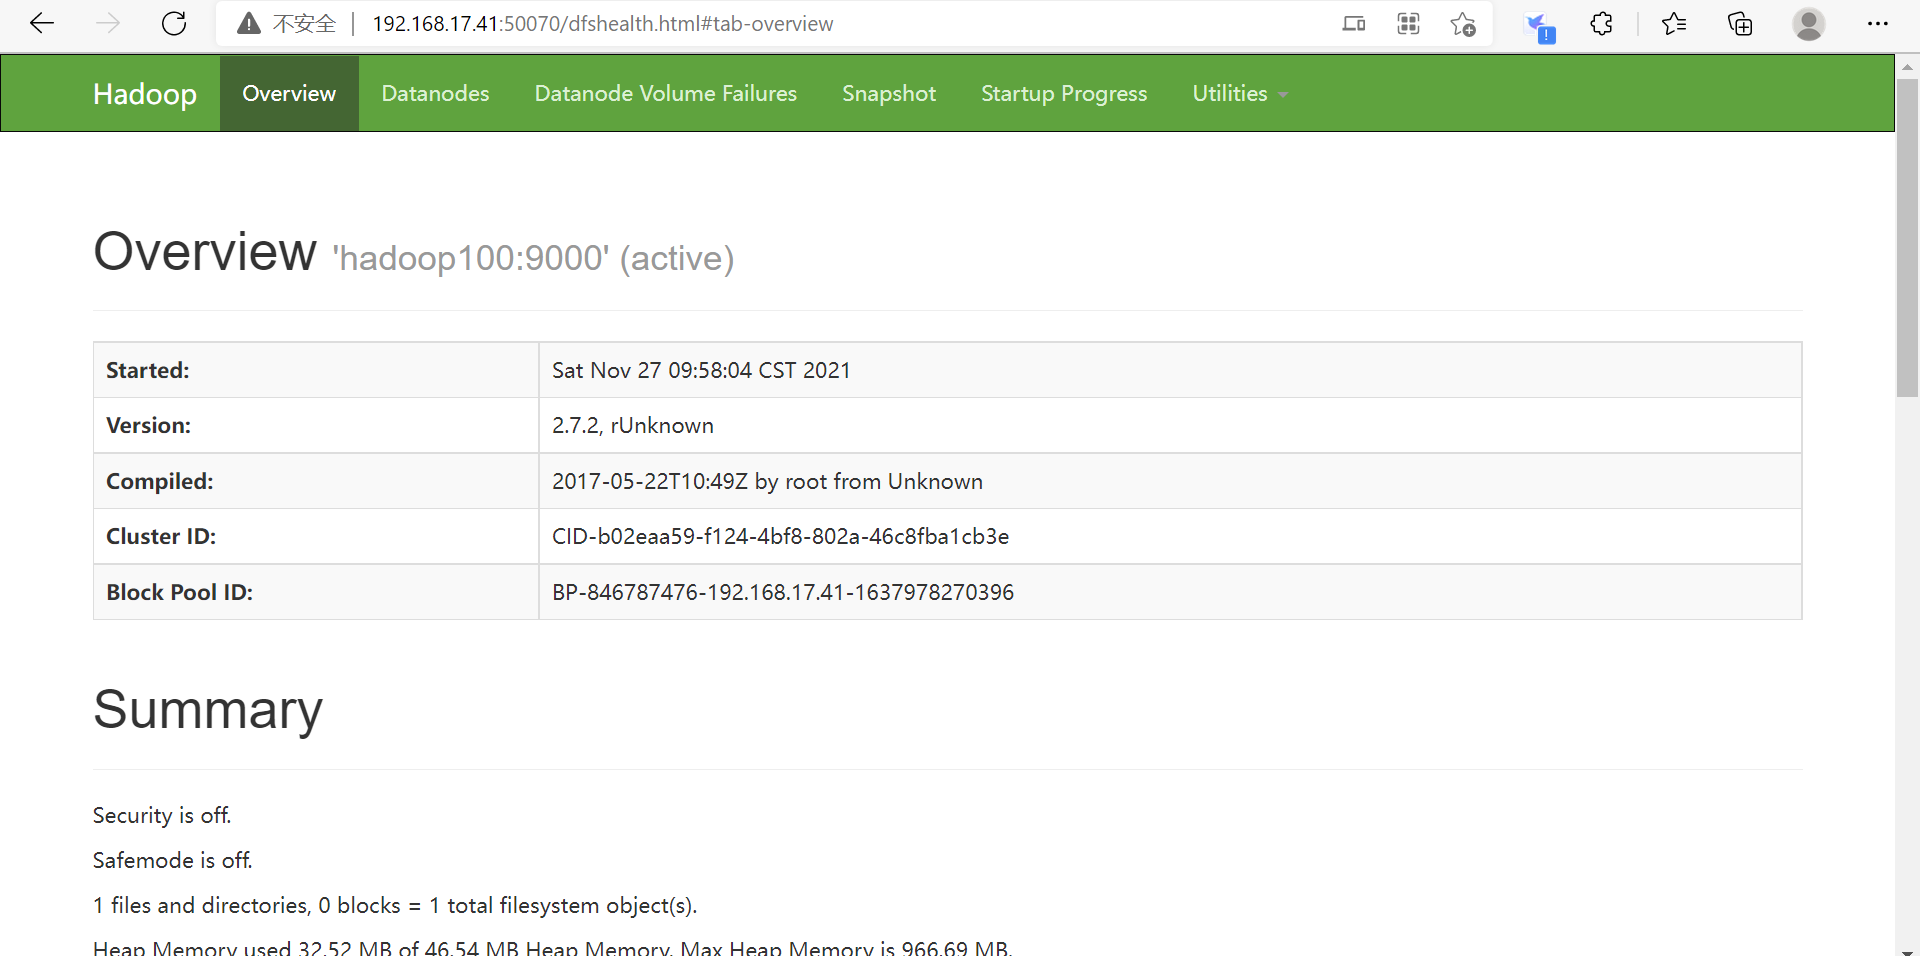 不安全 | 192.168.17.41:50070/dfshealth.html#tab-overview
Hadoop Overview Datanodes Datanode Volume Failures Snapshot Startup Progress Utilities
Overview 'hadoop100:9000' (active)
Started: Sat Nov 27 09:58:04 CST 2021
Version: 2.7.2, rUnknown
Compiled: 2017-05-22T10:49Z by root from Unknown
Cluster ID: CID-b02eaa59-f124-4bf8-802a-46c8fba1cb3e
Block Pool ID: BP-846787476-192.168.17.41-1637978270396
Summary
Security is off.
Safemode is off.
1 files and directories, 0 blocks = 1 total filesystem object(s).
Heap Memory used 32.52 MB of 46.54 MB Heap Memory. Max Heap Memory is 966.69 MB.